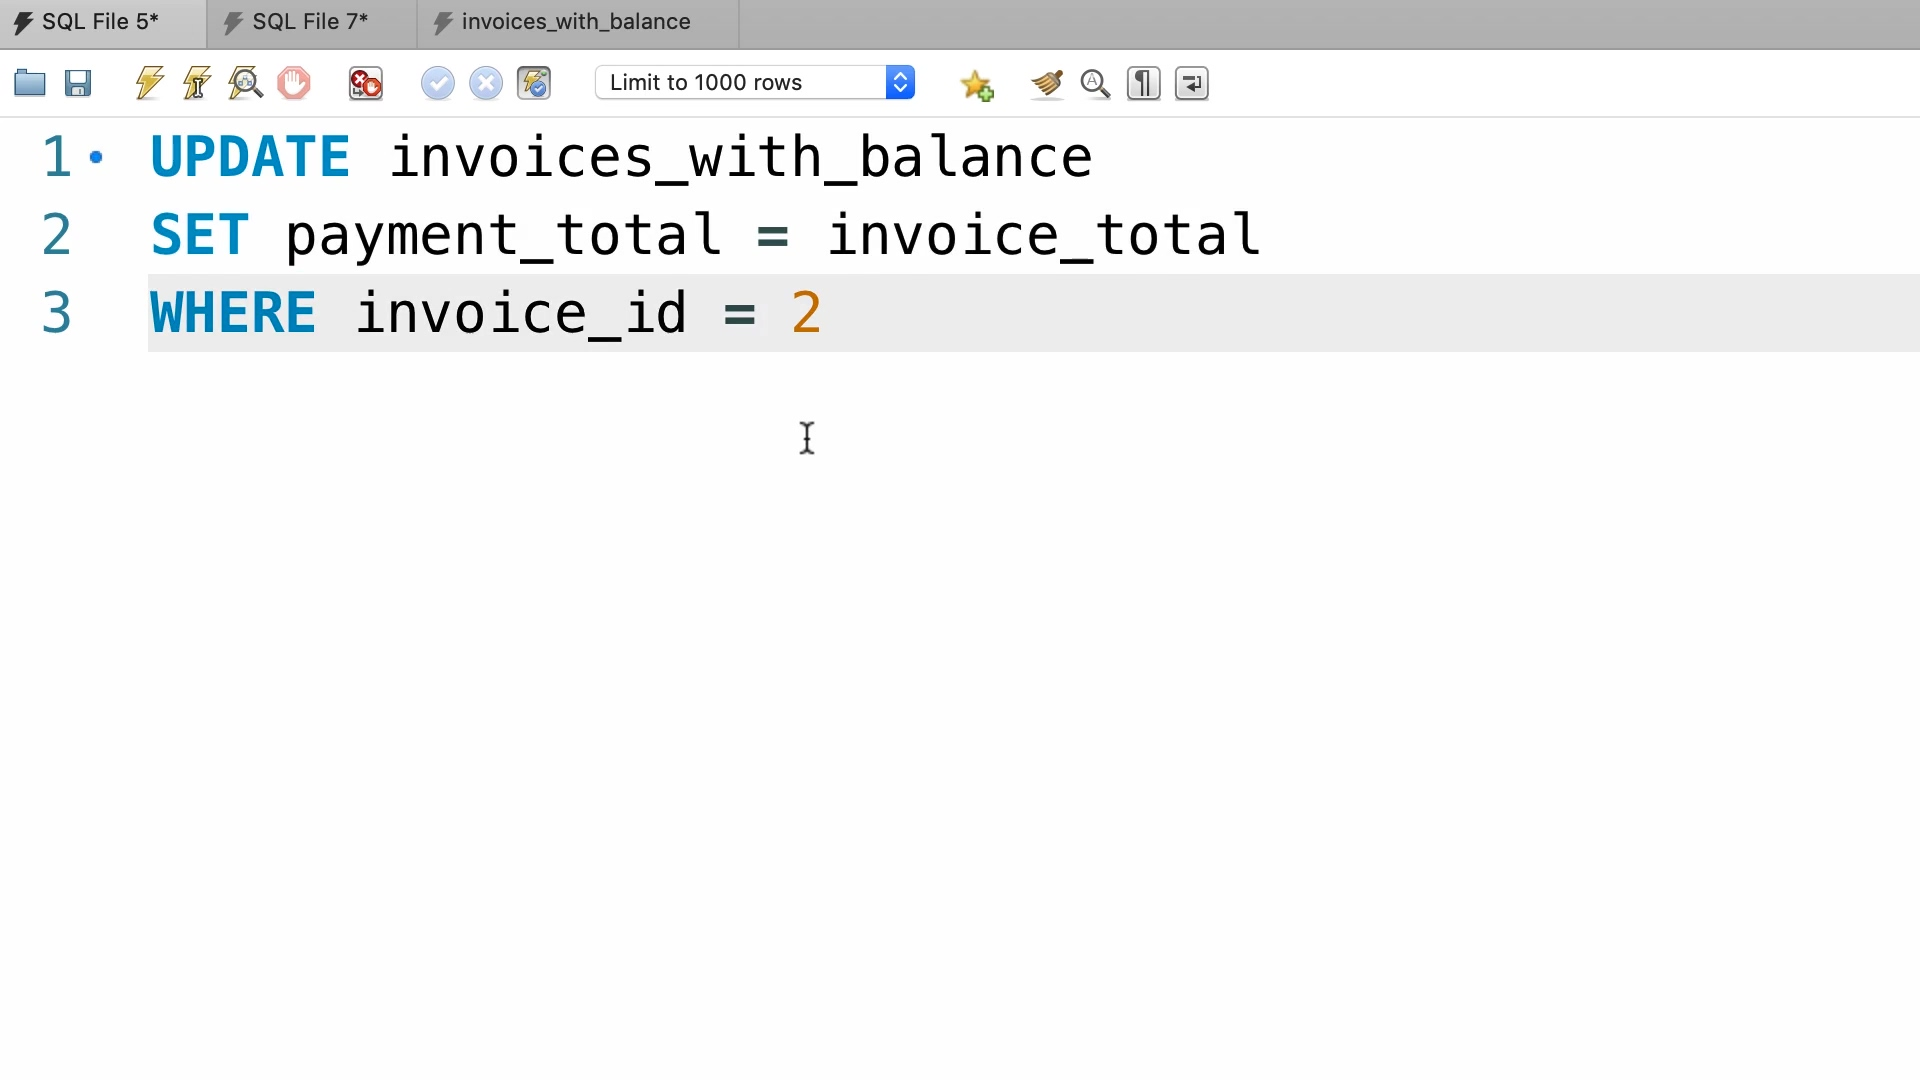 SQL File 5*
SQL File 7*
invoices_with_balance
Limit to 1000 rows
1 UPDATE invoices_with_balance
2 SET payment_total = invoice_total
3 WHERE invoice_id = 2